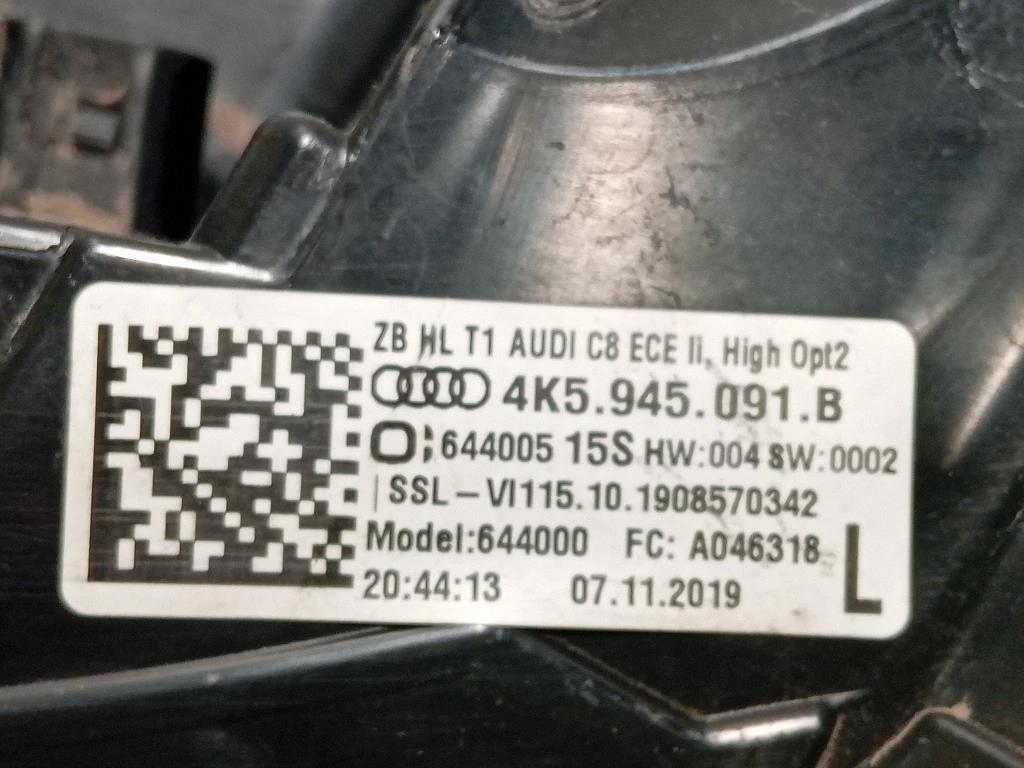 ZB HL T1 AUDI C8 ECE li, High Opt2
4K5.945.091.B
644005 15S HW:004 SW:0002
SSL-VI115.10.1908570342
Model:644000 FC: A046318
20:44:13 07.11.2019
L